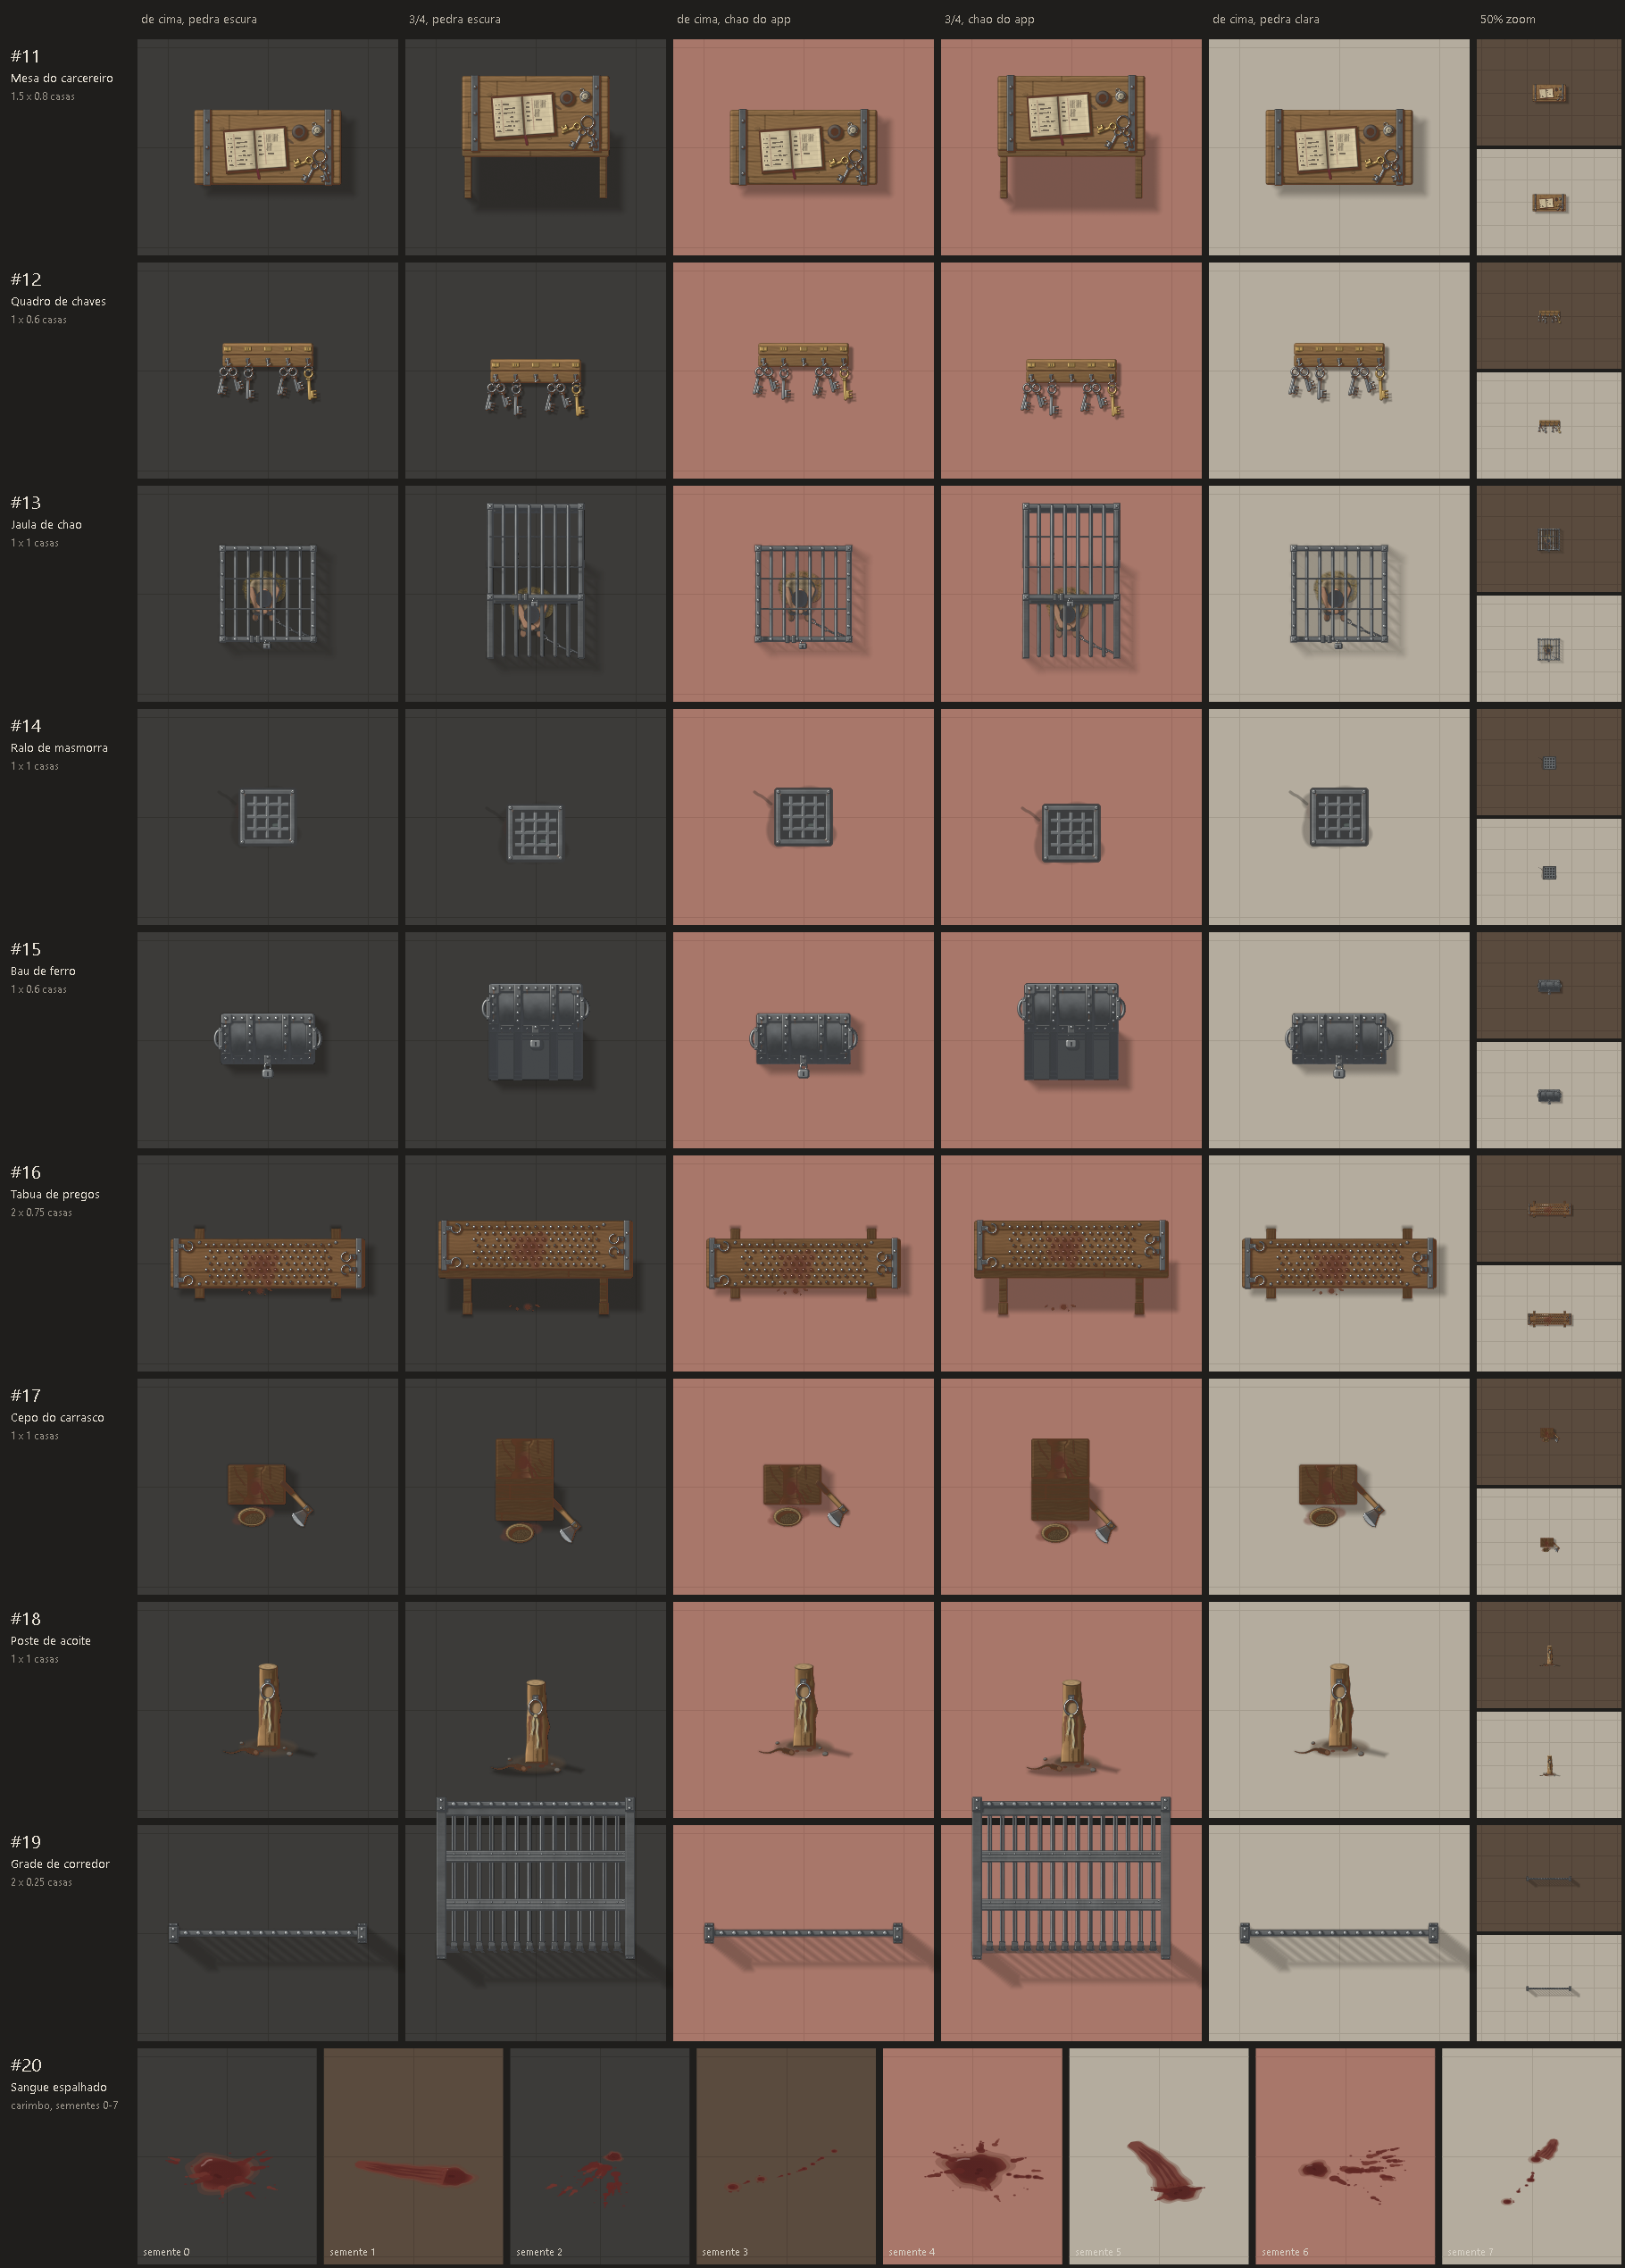 de cima, pedra escura
3/4, pedra escura
de cima, chao do app
3/4, chao do app
de cima, pedra clara
50% zoom
#11
Mesa do carcereiro
1.5 x 0.8 casas
#12
Quadro de chaves
1 x 0.6 casas
#13
Jaula de chao
1 x 1 casas
#14
Ralo de masmorra
1 x 1 casas
#15
Bau de ferro
1 x 0.6 casas
#16
Tabua de pregos
2 x 0.75 casas
#17
Cepo do carrasco
1 x 1 casas
#18
Poste de acoite
1 x 1 casas
#19
Grade de corredor
2 x 0.25 casas
#20
Sangue espalhado
carimbo, sementes 0-7
semente 0
semente 1
semente 2
semente 3
semente 4
semente 5
semente 6
semente 7